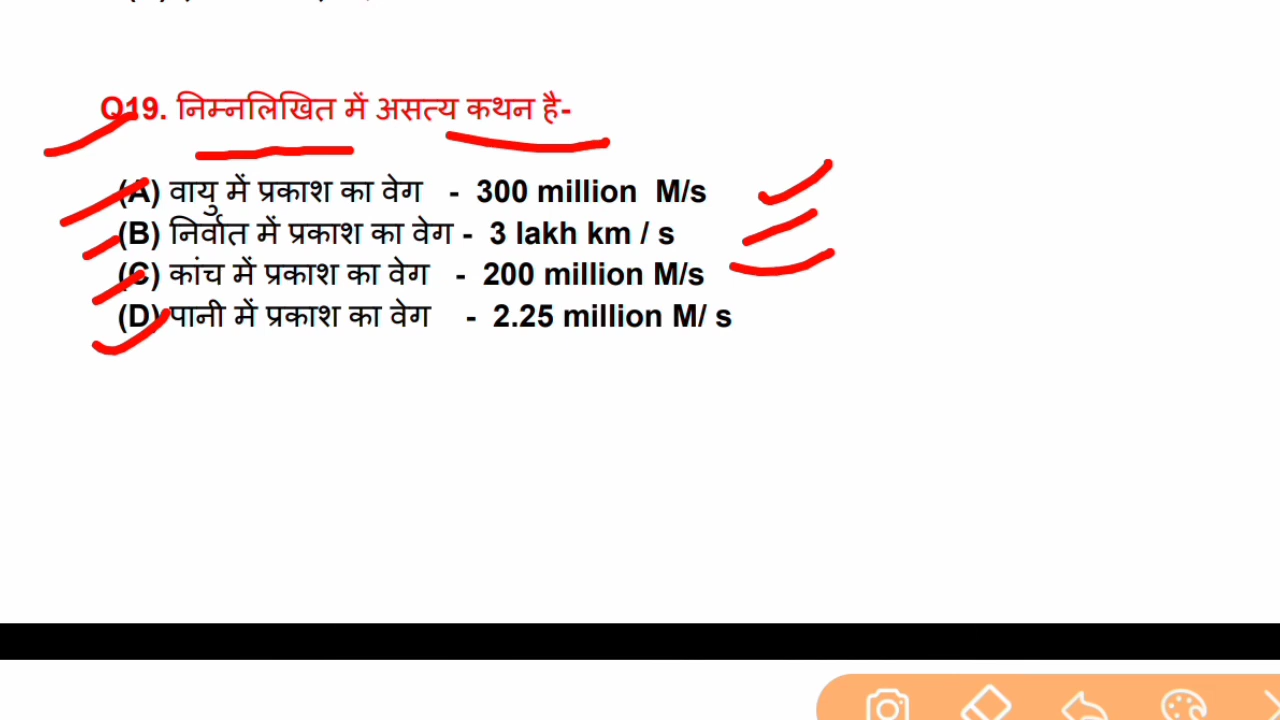 Q19. निम्नलिखित में असत्य कथन है-
(A) वायु में प्रकाश का वेग - 300 million M/s
(B) निर्वात में प्रकाश का वेग - 3 lakh km / s
(C) कांच में प्रकाश का वेग - 200 million M/s
(D) पानी में प्रकाश का वेग - 2.25 million M/ s